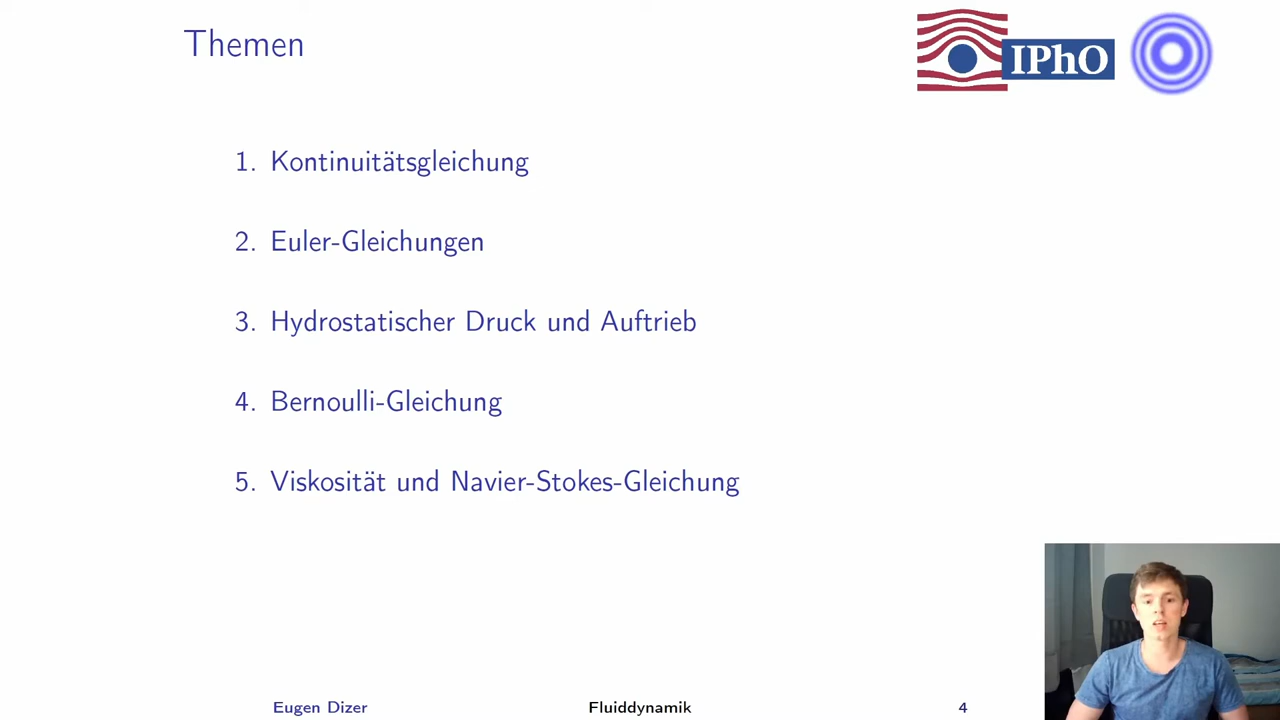 Themen
IPhO
1. Kontinuitätsgleichung
2. Euler-Gleichungen
3. Hydrostatischer Druck und Auftrieb
4. Bernoulli-Gleichung
5. Viskosität und Navier-Stokes-Gleichung
Eugen Dizer Fluiddynamik 4